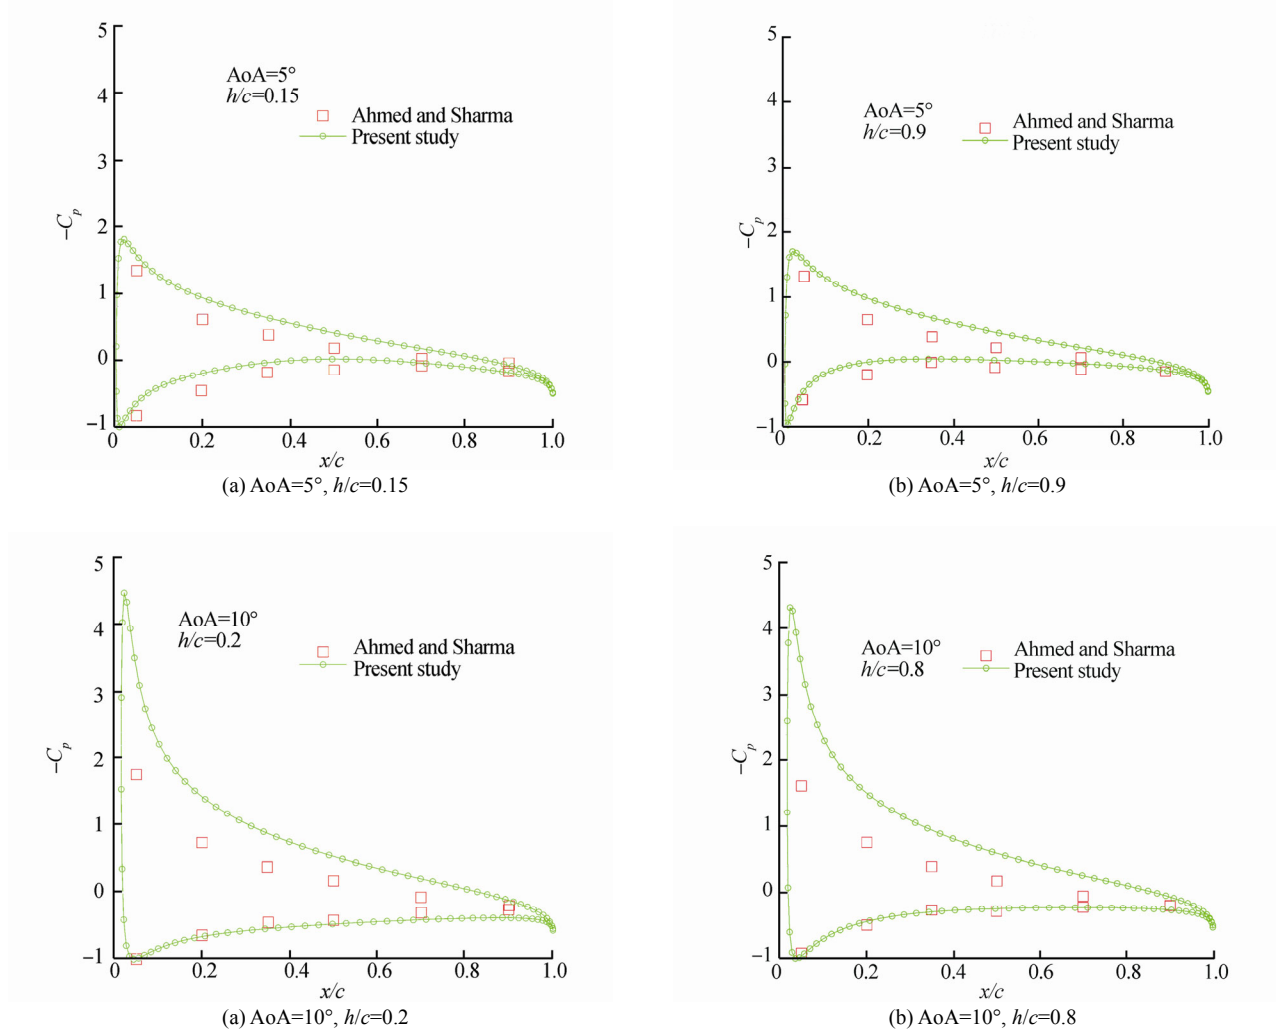 5
4
3
2
1
0
−1
−Cp
AoA=5°
h/c=0.15
Ahmed and Sharma
Present study
0 0.2 0.4 0.6 0.8 1.0
x/c
(a) AoA=5°, h/c=0.15
5
4
3
2
1
0
−1
−Cp
AoA=5°
h/c=0.9
Ahmed and Sharma
Present study
0 0.2 0.4 0.6 0.8 1.0
x/c
(b) AoA=5°, h/c=0.9
5
4
3
2
1
0
−1
−Cp
AoA=10°
h/c=0.2
Ahmed and Sharma
Present study
0 0.2 0.4 0.6 0.8 1.0
x/c
(a) AoA=10°, h/c=0.2
5
4
3
2
1
0
−1
−Cp
AoA=10°
h/c=0.8
Ahmed and Sharma
Present study
0 0.2 0.4 0.6 0.8 1.0
x/c
(b) AoA=10°, h/c=0.8